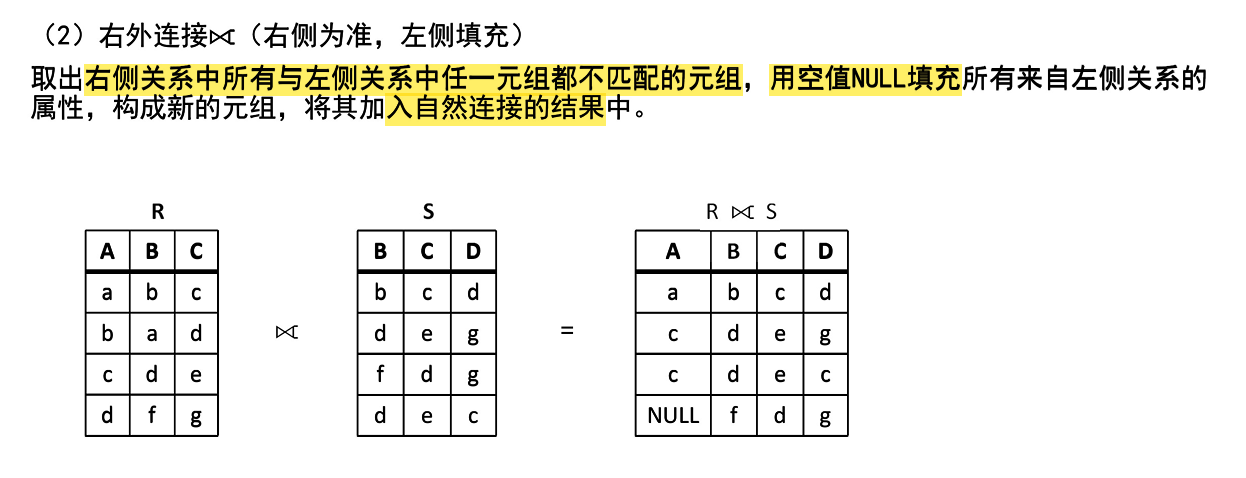 （2）右外连接⟖（右侧为准，左侧填充）
取出右侧关系中所有与左侧关系中任一元组都不匹配的元组，用空值NULL填充所有来自左侧关系的
属性，构成新的元组，将其加入自然连接的结果中。
R S R ⟖ S
A B C B C D A B C D
a b c b c d a b c d
b a d ⟖ d e g = c d e g
c d e f d g c d e c
d f g d e c NULL f d g